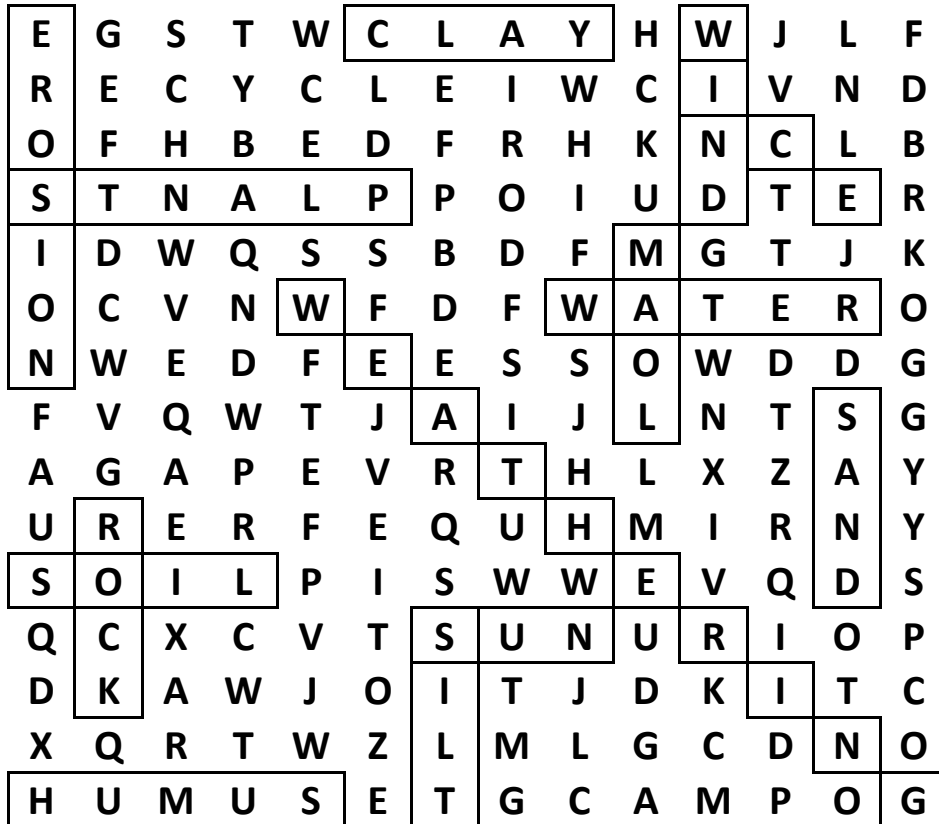 E G S T W C L A Y H W J L F
R E C Y C L E I W C I V N D
O F H B E D F R H K N C L B
S T N A L P P O I U D T E R
I D W Q S S B D F M G T J K
O C V N W F D F W A T E R O
N W E D F E E S S O W D D G
F V Q W T J A I J L N T S G
A G A P E V R T H L X Z A Y
U R E R F E Q U H M I R N Y
S O I L P I S W W E V Q D S
Q C X C V T S U N U R I O P
D K A W J O I T J D K I T C
X Q R T W Z L M L G C D N O
H U M U S E T G C A M P O G